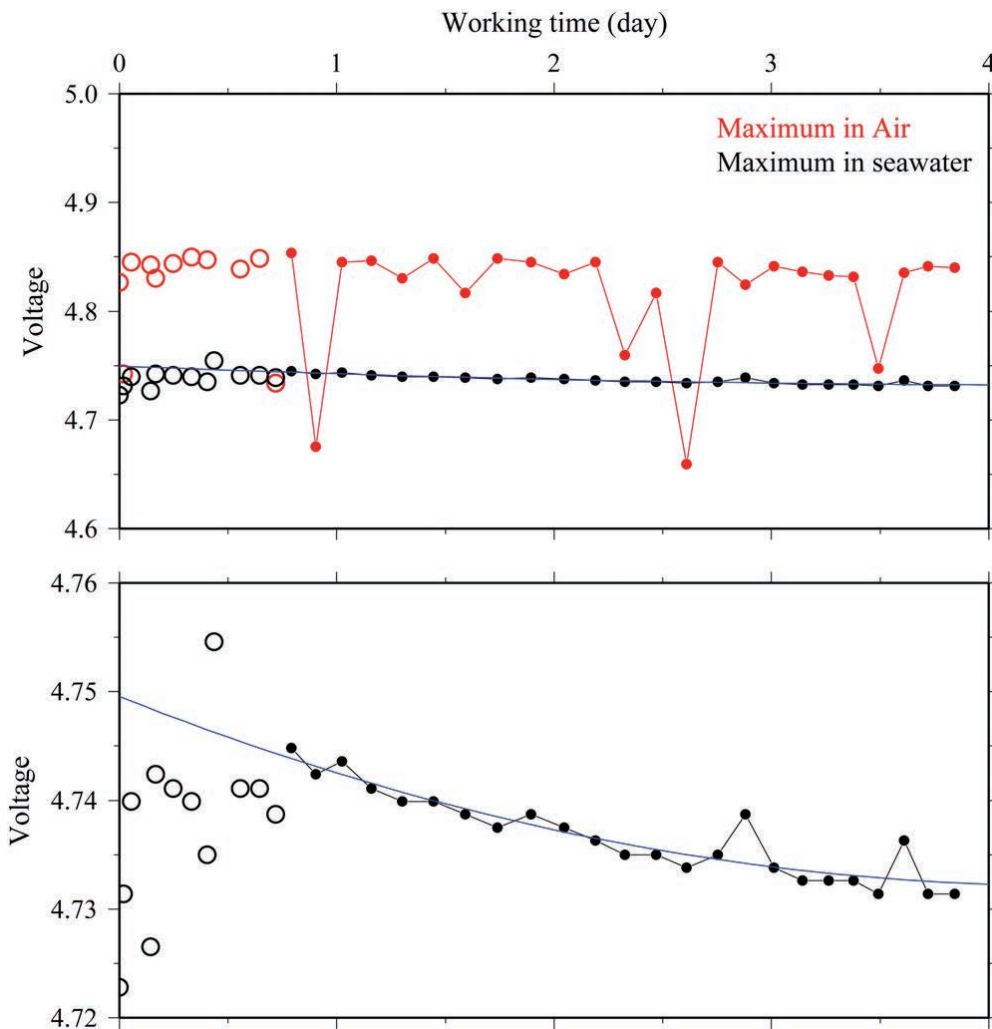 Working time (day)
0 1 2 3 4
5.0
Maximum in Air
Maximum in seawater
4.9
4.8
4.7
4.6
Voltage
4.76
4.75
4.74
4.73
4.72
Voltage